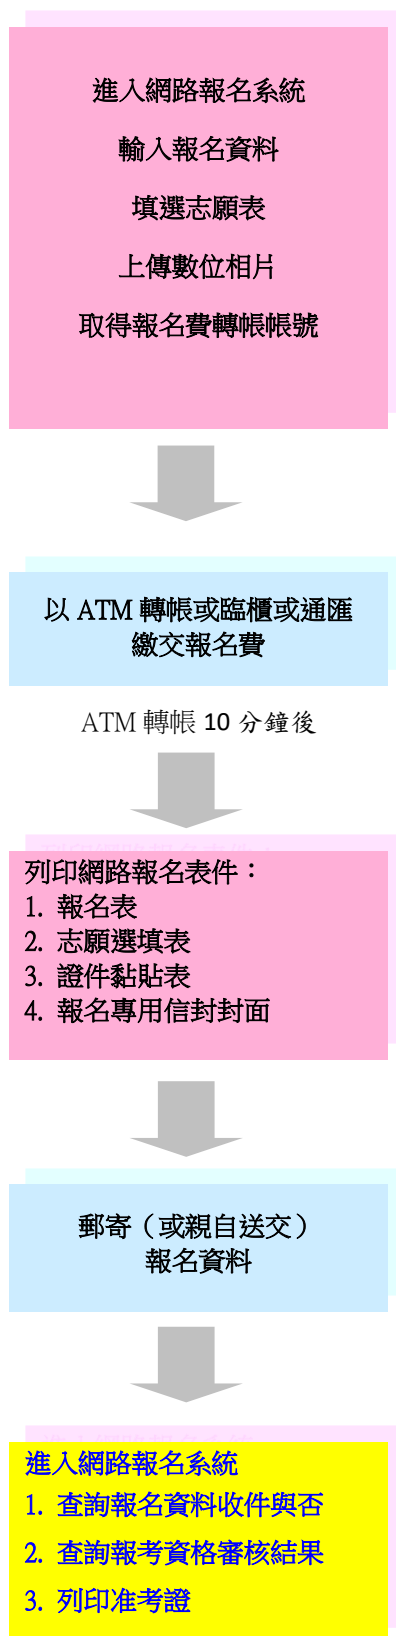 進入網路報名系統
輸入報名資料
填選志願表
上傳數位相片
取得報名費轉帳帳號
以 ATM 轉帳或臨櫃或通匯
繳交報名費
ATM 轉帳 10 分鐘後
列印網路報名表件：
1. 報名表
2. 志願選填表
3. 證件黏貼表
4. 報名專用信封封面
郵寄（或親自送交）
報名資料
進入網路報名系統
1. 查詢報名資料收件與否
2. 查詢報考資格審核結果
3. 列印准考證